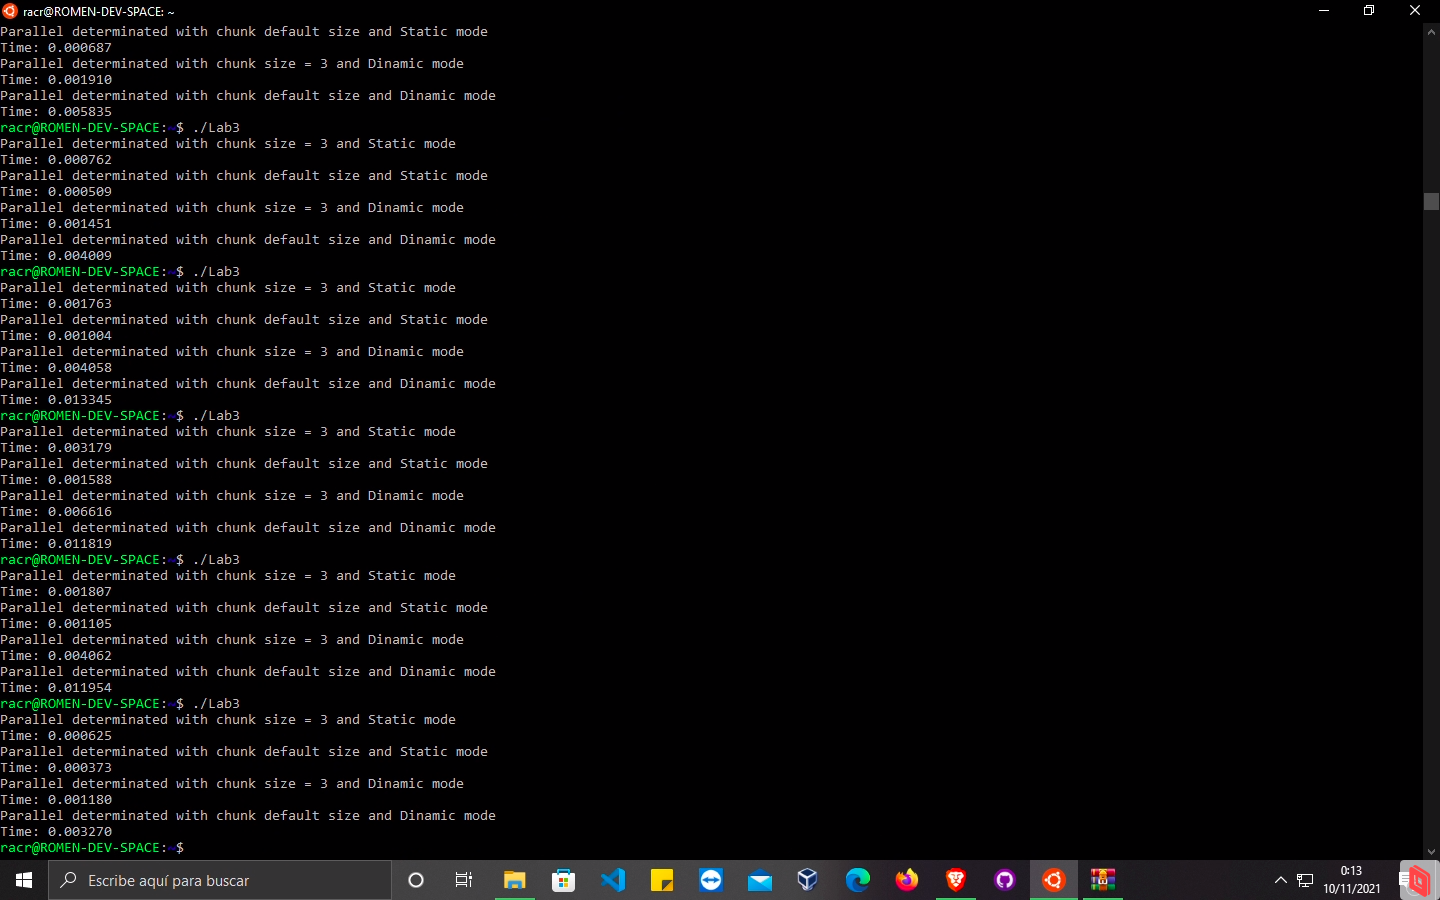 racr@ROMEN-DEV-SPACE: ~
Parallel determinated with chunk default size and Static mode
Time: 0.000687
Parallel determinated with chunk size = 3 and Dinamic mode
Time: 0.001910
Parallel determinated with chunk default size and Dinamic mode
Time: 0.005835
racr@ROMEN-DEV-SPACE:~$ ./Lab3
Parallel determinated with chunk size = 3 and Static mode
Time: 0.000762
Parallel determinated with chunk default size and Static mode
Time: 0.000509
Parallel determinated with chunk size = 3 and Dinamic mode
Time: 0.001451
Parallel determinated with chunk default size and Dinamic mode
Time: 0.004009
racr@ROMEN-DEV-SPACE:~$ ./Lab3
Parallel determinated with chunk size = 3 and Static mode
Time: 0.001763
Parallel determinated with chunk default size and Static mode
Time: 0.001004
Parallel determinated with chunk size = 3 and Dinamic mode
Time: 0.004058
Parallel determinated with chunk default size and Dinamic mode
Time: 0.013345
racr@ROMEN-DEV-SPACE:~$ ./Lab3
Parallel determinated with chunk size = 3 and Static mode
Time: 0.003179
Parallel determinated with chunk default size and Static mode
Time: 0.001588
Parallel determinated with chunk size = 3 and Dinamic mode
Time: 0.006616
Parallel determinated with chunk default size and Dinamic mode
Time: 0.011819
racr@ROMEN-DEV-SPACE:~$ ./Lab3
Parallel determinated with chunk size = 3 and Static mode
Time: 0.001807
Parallel determinated with chunk default size and Static mode
Time: 0.001105
Parallel determinated with chunk size = 3 and Dinamic mode
Time: 0.004062
Parallel determinated with chunk default size and Dinamic mode
Time: 0.011954
racr@ROMEN-DEV-SPACE:~$ ./Lab3
Parallel determinated with chunk size = 3 and Static mode
Time: 0.000625
Parallel determinated with chunk default size and Static mode
Time: 0.000373
Parallel determinated with chunk size = 3 and Dinamic mode
Time: 0.001180
Parallel determinated with chunk default size and Dinamic mode
Time: 0.003270
racr@ROMEN-DEV-SPACE:~$
Escribe aquí para buscar
0:13
10/11/2021